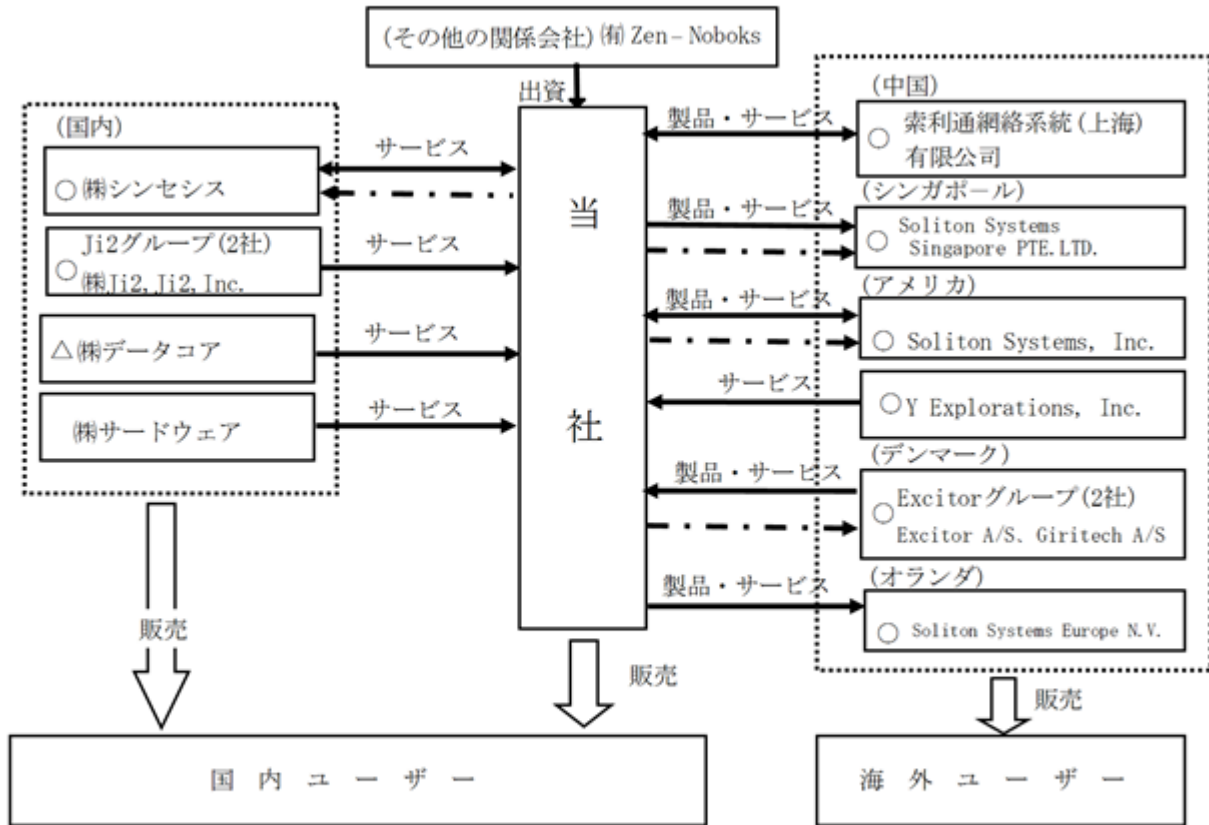 (その他の関係会社)㈲Zen-Noboks
出資
(国内)
○㈱シンセシス
サービス
Ji2グループ(2社)
○㈱Ji2,Ji2,Inc.
サービス
△㈱データコア
サービス
㈱サードウェア
サービス
当
社
(中国)
製品・サービス
○索利通網絡系統(上海)
有限公司
(シンガポール)
製品・サービス
○Soliton Systems
Singapore PTE.LTD.
(アメリカ)
製品・サービス
○Soliton Systems, Inc.
サービス
○Y Explorations, Inc.
(デンマーク)
製品・サービス
○Excitorグループ(2社)
Excitor A/S、Giritech A/S
(オランダ)
製品・サービス
○Soliton Systems Europe N.V.
販売
販売
販売
国内ユーザー
海外ユーザー